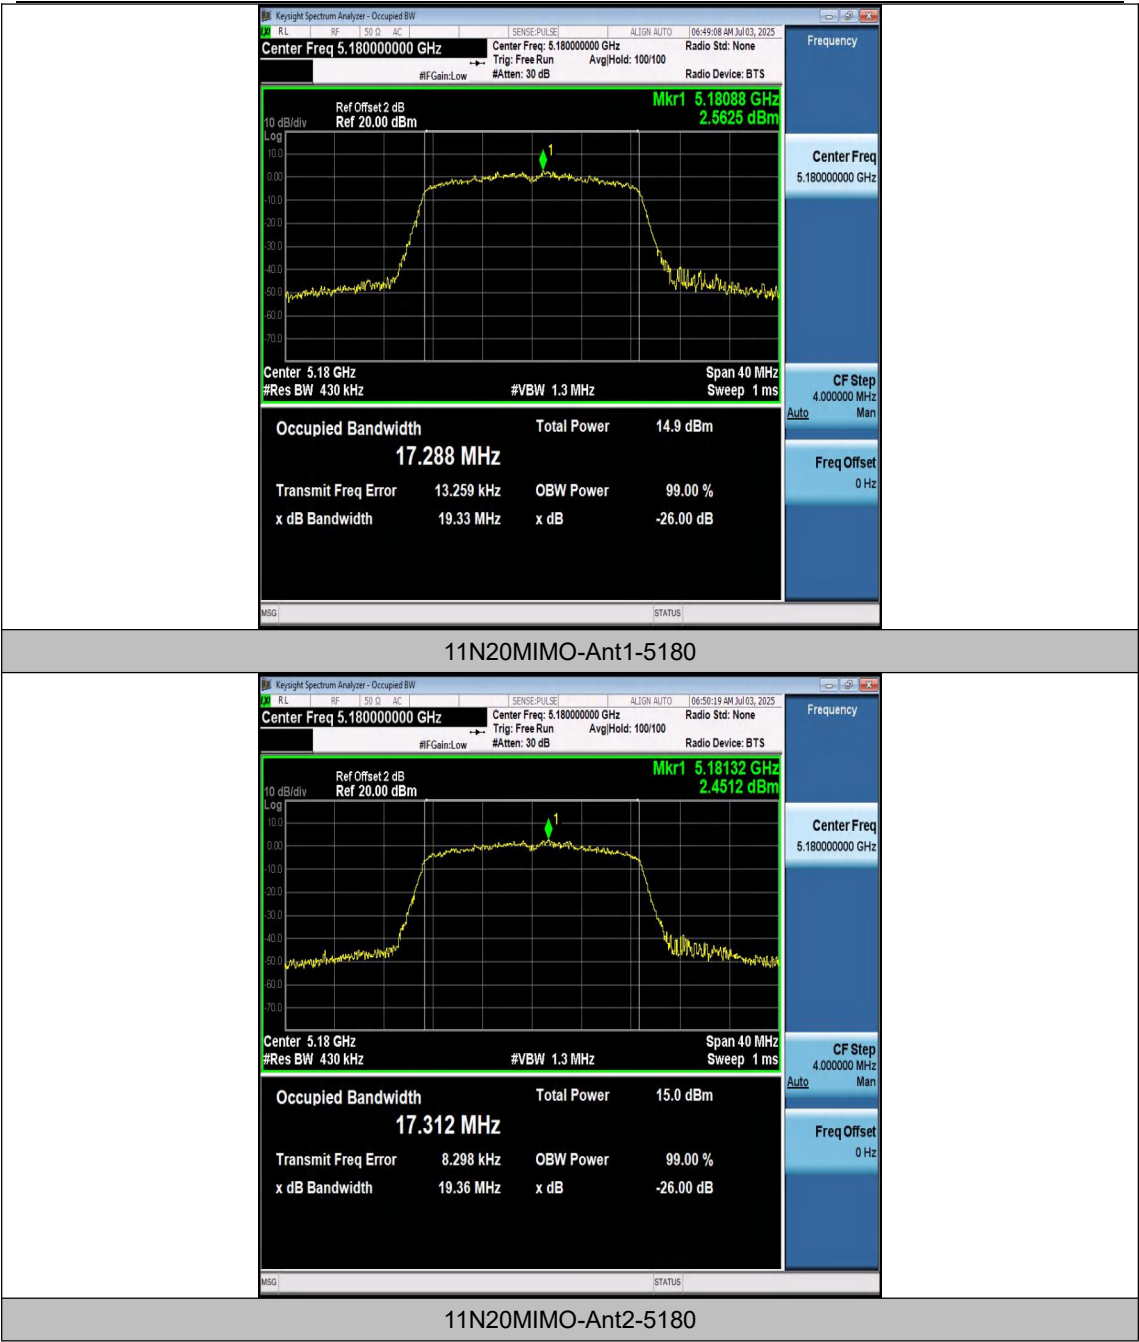 Keysight Spectrum Analyzer - Occupied BW
RL RF 50 Ω AC SENSE:PULSE ALIGN AUTO 06:49:08 AM Jul 03, 2025
Center Freq 5.180000000 GHz Center Freq: 5.180000000 GHz Radio Std: None Frequency
Trig: Free Run Avg|Hold: 100/100
#IFGain:Low #Atten: 30 dB Radio Device: BTS
Mkr1 5.18088 GHz
Ref Offset 2 dB
10 dB/div Ref 20.00 dBm 2.5625 dBm
Log
10.0 1
0.00
-10.0
-20.0
-30.0
-40.0
-50.0
-60.0
-70.0
Center Freq
5.180000000 GHz
Center 5.18 GHz Span 40 MHz
#Res BW 430 kHz #VBW 1.3 MHz Sweep 1 ms
CF Step
4.000000 MHz
Auto Man
Occupied Bandwidth Total Power 14.9 dBm
17.288 MHz
Freq Offset
0 Hz
Transmit Freq Error 13.259 kHz OBW Power 99.00 %
x dB Bandwidth 19.33 MHz x dB -26.00 dB
MSG STATUS
11N20MIMO-Ant1-5180
Keysight Spectrum Analyzer - Occupied BW
RL RF 50 Ω AC SENSE:PULSE ALIGN AUTO 06:50:19 AM Jul 03, 2025
Center Freq 5.180000000 GHz Center Freq: 5.180000000 GHz Radio Std: None Frequency
Trig: Free Run Avg|Hold: 100/100
#IFGain:Low #Atten: 30 dB Radio Device: BTS
Mkr1 5.18132 GHz
Ref Offset 2 dB
10 dB/div Ref 20.00 dBm 2.4512 dBm
Log
10.0 1
0.00
-10.0
-20.0
-30.0
-40.0
-50.0
-60.0
-70.0
Center Freq
5.180000000 GHz
Center 5.18 GHz Span 40 MHz
#Res BW 430 kHz #VBW 1.3 MHz Sweep 1 ms
CF Step
4.000000 MHz
Auto Man
Occupied Bandwidth Total Power 15.0 dBm
17.312 MHz
Freq Offset
0 Hz
Transmit Freq Error 8.298 kHz OBW Power 99.00 %
x dB Bandwidth 19.36 MHz x dB -26.00 dB
MSG STATUS
11N20MIMO-Ant2-5180